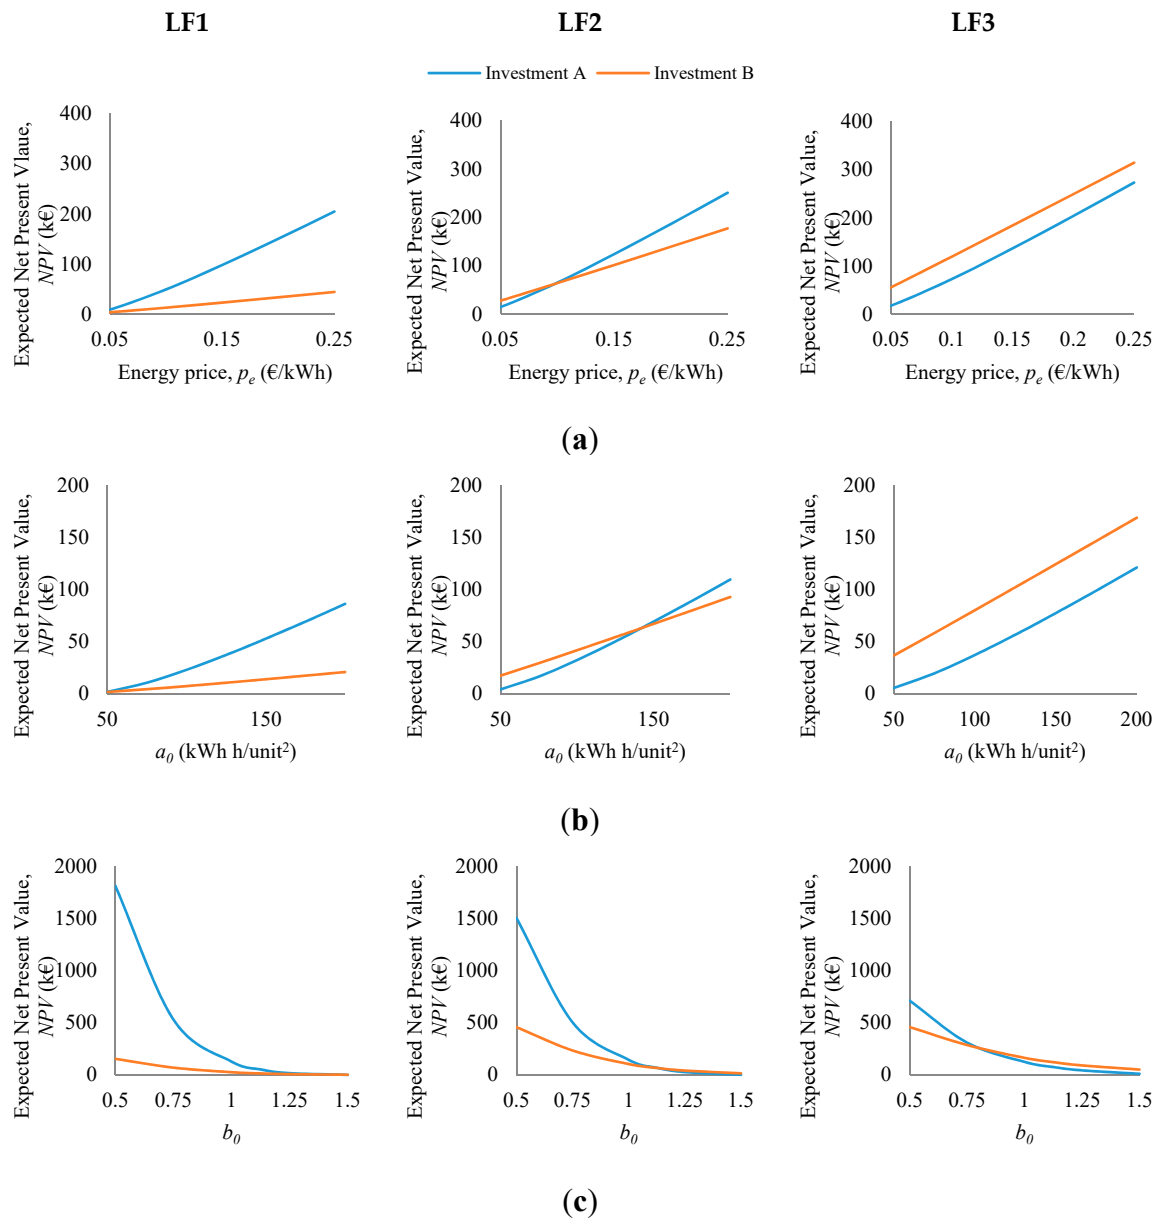 LF1 LF2 LF3
Investment A Investment B
Expected Net Present Vlaue,
NPV (k€)
400
300
200
100
0
0.05 0.15 0.25
Energy price, pe (€/kWh)
Expected Net Present Value,
NPV (k€)
400
300
200
100
0
0.05 0.15 0.25
Energy price, pe (€/kWh)
Expected Net Present Value,
NPV (k€)
400
300
200
100
0
0.05 0.1 0.15 0.2 0.25
Energy price, pe (€/kWh)
(a)
Expected Net Present Value,
NPV (k€)
200
150
100
50
0
50 150
a0 (kWh h/unit²)
Expected Net Present Value,
NPV (k€)
200
150
100
50
0
50 150
a0 (kWh h/unit²)
Expected Net Present Value,
NPV (k€)
200
150
100
50
0
50 100 150 200
a0 (kWh h/unit²)
(b)
Expected Net Present Value,
NPV (k€)
2000
1500
1000
500
0
0.5 0.75 1 1.25 1.5
b0
Expected Net Present Value,
NPV (k€)
2000
1500
1000
500
0
0.5 0.75 1 1.25 1.5
b0
Expected Net Present Value,
NPV (k€)
2000
1500
1000
500
0
0.5 0.75 1 1.25 1.5
b0
(c)